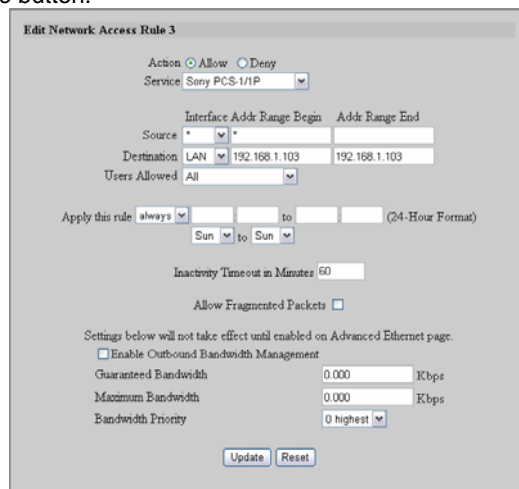 button.
Edit Network Access Rule 3
Action Allow Deny
Service Sony PCS-1/1P
Interface Addr Range Begin Addr Range End
Source * *
Destination LAN 192.168.1.103 192.168.1.103
Users Allowed All
Apply this rule always : to : (24-Hour Format)
Sun to Sun
Inactivity Timeout in Minutes 60
Allow Fragmented Packets
Settings below will not take effect until enabled on Advanced Ethernet page.
Enable Outbound Bandwidth Management
Guaranteed Bandwidth 0.000 Kbps
Maximum Bandwidth 0.000 Kbps
Bandwidth Priority 0 highest
Update Reset